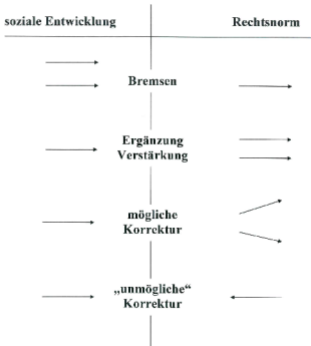 soziale Entwicklung
Rechtsnorm
Bremsen
Ergänzung
Verstärkung
mögliche
Korrektur
„unmögliche“
Korrektur